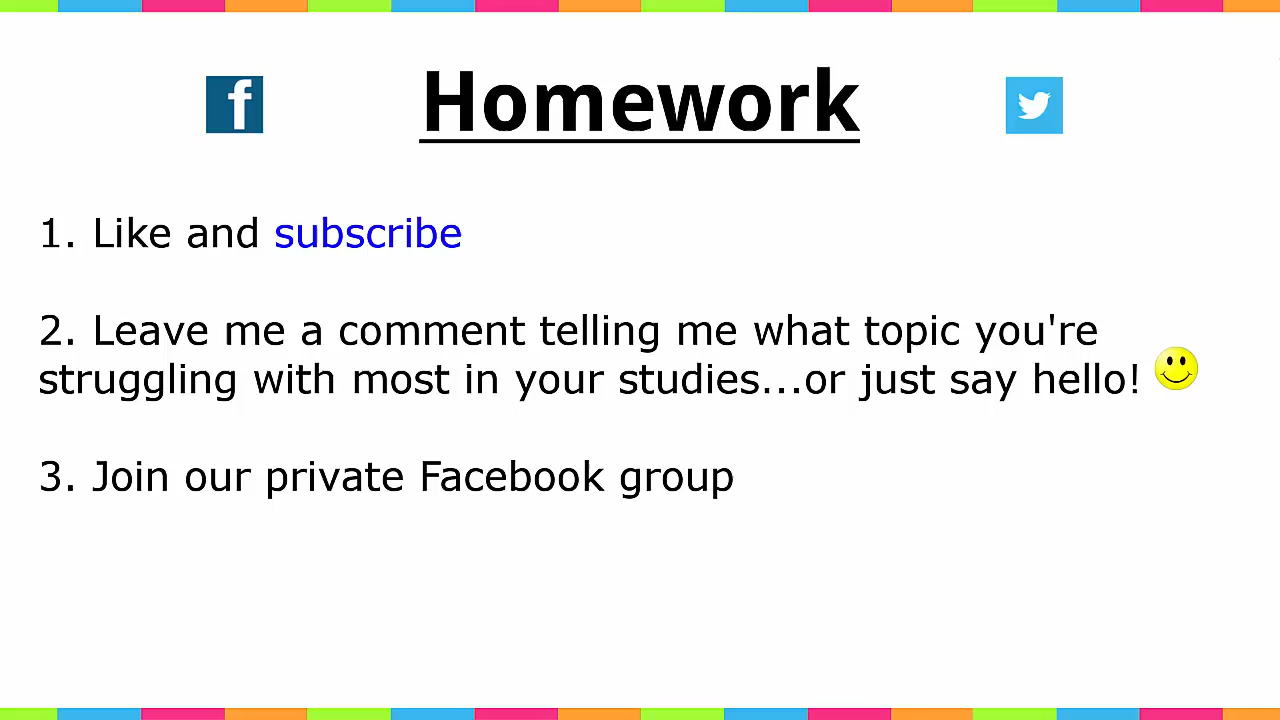 Homework
1. Like and subscribe
2. Leave me a comment telling me what topic you're
struggling with most in your studies...or just say hello!
3. Join our private Facebook group